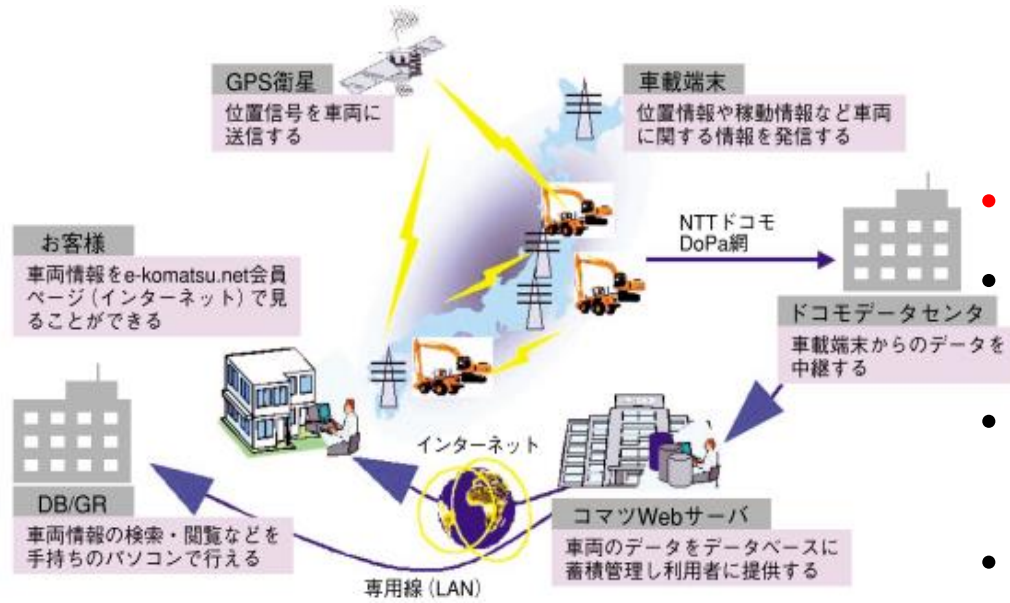 GPS衛星
位置信号を車両に
送信する
車載端末
位置情報や稼動情報など車両
に関する情報を発信する
NTTドコモ
DoPa網
お客様
車両情報をe-komatsu.net会員
ページ(インターネット)で見
ることができる
ドコモデータセンタ
車載端末からのデータを
中継する
インターネット
DB/GR
車両情報の検索・閲覧などを
手持ちのパソコンで行える
コマツWebサーバ
車両のデータをデータベースに
蓄積管理し利用者に提供する
専用線(LAN)